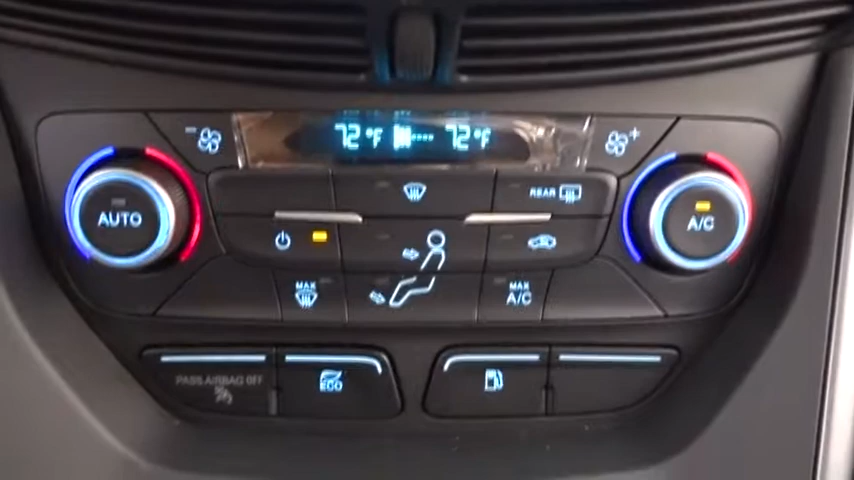 72°F 72°F
- +
REAR
AUTO
A/C
MAX
MAX
A/C
PASS AIRBAG OFF
ECO